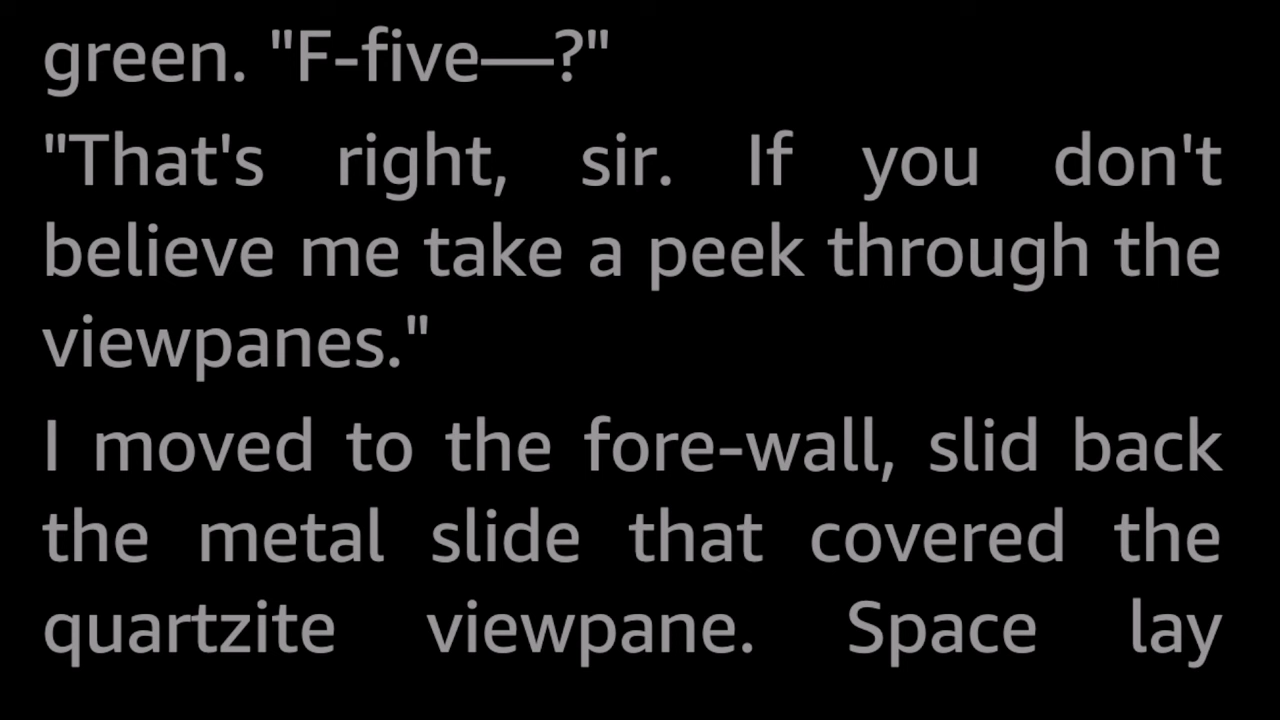 green. "F-five—?"
"That's right, sir. If you don't
believe me take a peek through the
viewpanes."
I moved to the fore-wall, slid back
the metal slide that covered the
quartzite viewpane. Space lay